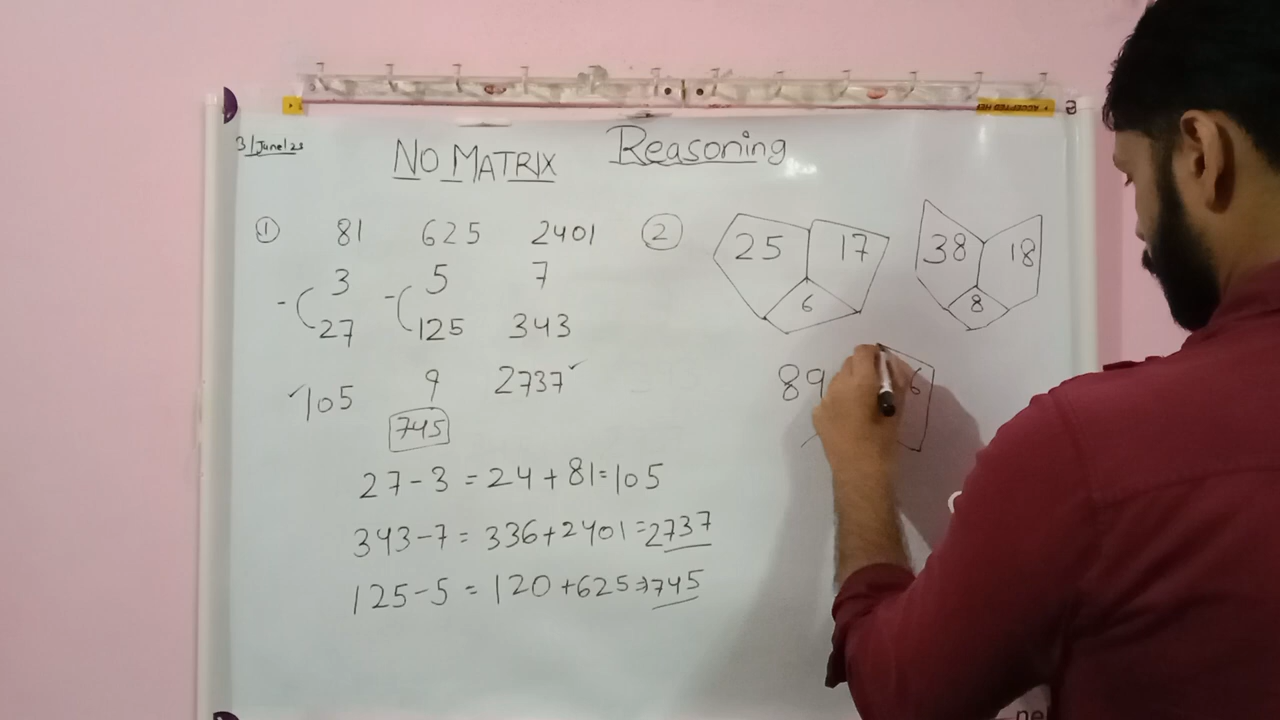 3/June/23
NO MATRIX Reasoning
① 81 625 2401
3 5 7
- 27 - 125 343
105 9 2737
745
27-3 = 24+81=105
343-7 = 336+2401=2737
125-5 = 120+625⇒745
② 25 17 6
38 18 8
89 6